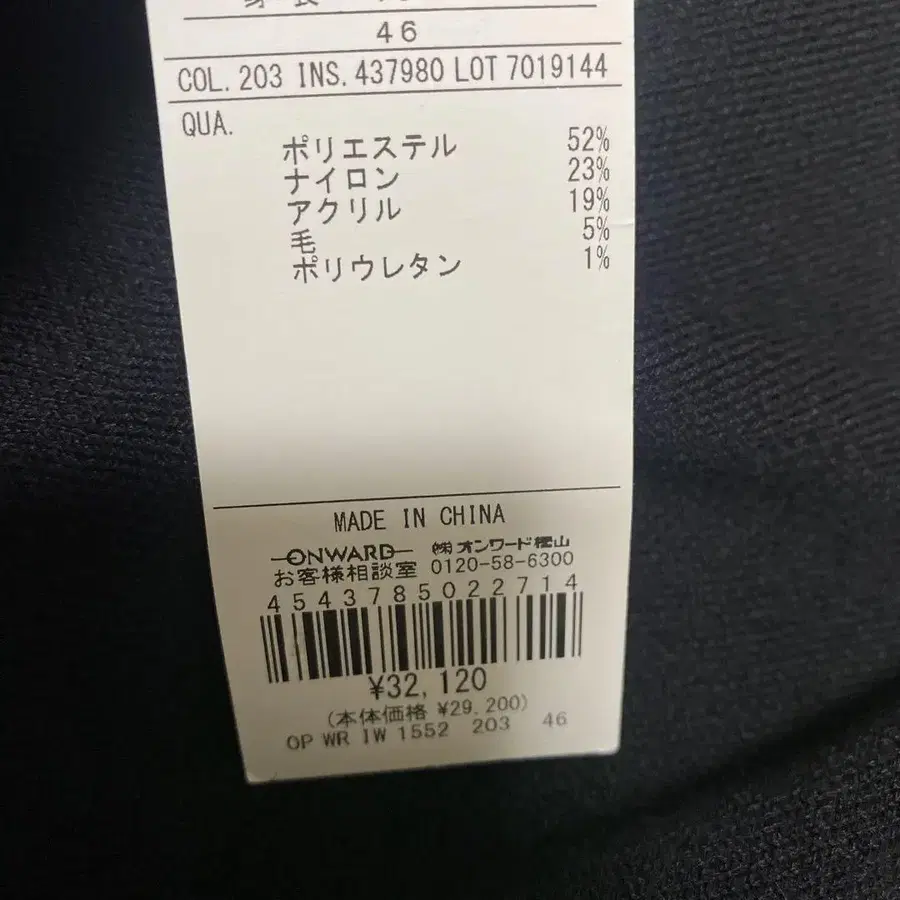 身長
46
COL. 203 INS. 437980 LOT 7019144
QUA.
ポリエステル 52%
ナイロン 23%
アクリル 19%
毛 5%
ポリウレタン 1%
MADE IN CHINA
ONWARD ㈱オンワード樫山
お客様相談室 0120-58-6300
4543785022714
¥32,120
(本体価格 ¥29,200)
OP WR IW 1552 203 46